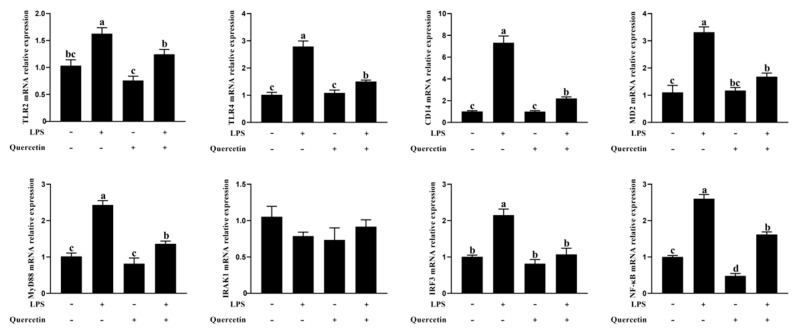 TLR2 mRNA relative expression
2.0
1.5
1.0
0.5
0.0
bc a c b
LPS - + - +
Quercetin - - + +
TLR4 mRNA relative expression
4
3
2
1
0
c a c b
LPS - + - +
Quercetin - - + +
CD14 mRNA relative expression
10
8
6
4
2
0
c a c b
LPS - + - +
Quercetin - - + +
MD2 mRNA relative expression
4
3
2
1
0
c a bc b
LPS - + - +
Quercetin - - + +
MyD88 mRNA relative expression
3
2
1
0
c a c b
LPS - + - +
Quercetin - - + +
IRAK1 mRNA relative expression
1.5
1.0
0.5
0.0
LPS - + - +
Quercetin - - + +
IRF3 mRNA relative expression
3
2
1
0
b a b b
LPS - + - +
Quercetin - - + +
NF-κB mRNA relative expression
3
2
1
0
c a d b
LPS - + - +
Quercetin - - + +